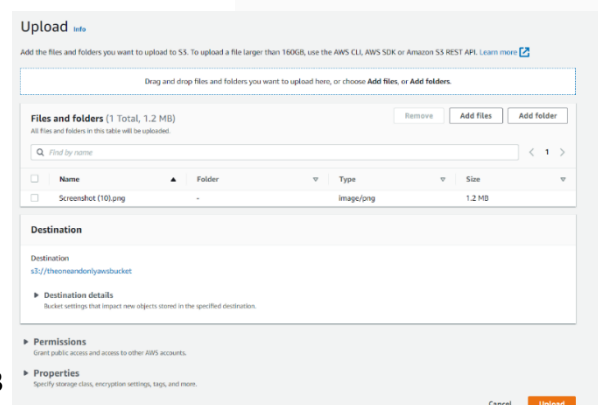 Upload Info
Add the files and folders you want to upload to S3. To upload a file larger than 160GB, use the AWS CLI, AWS SDK or Amazon S3 REST API. Learn more
Drag and drop files and folders you want to upload here, or choose Add files, or Add folders.
Files and folders (1 Total, 1.2 MB)
Remove Add files Add folder
All files and folders in this table will be uploaded.
Find by name
1
Name Folder Type Size
Screenshot (10).png - image/png 1.2 MB
Destination
Destination
s3://theoneandonlyawsbucket
Destination details
Bucket settings that impact new objects stored in the specified destination.
Permissions
Grant public access and access to other AWS accounts.
Properties
Specify storage class, encryption settings, tags, and more.
Cancel Upload